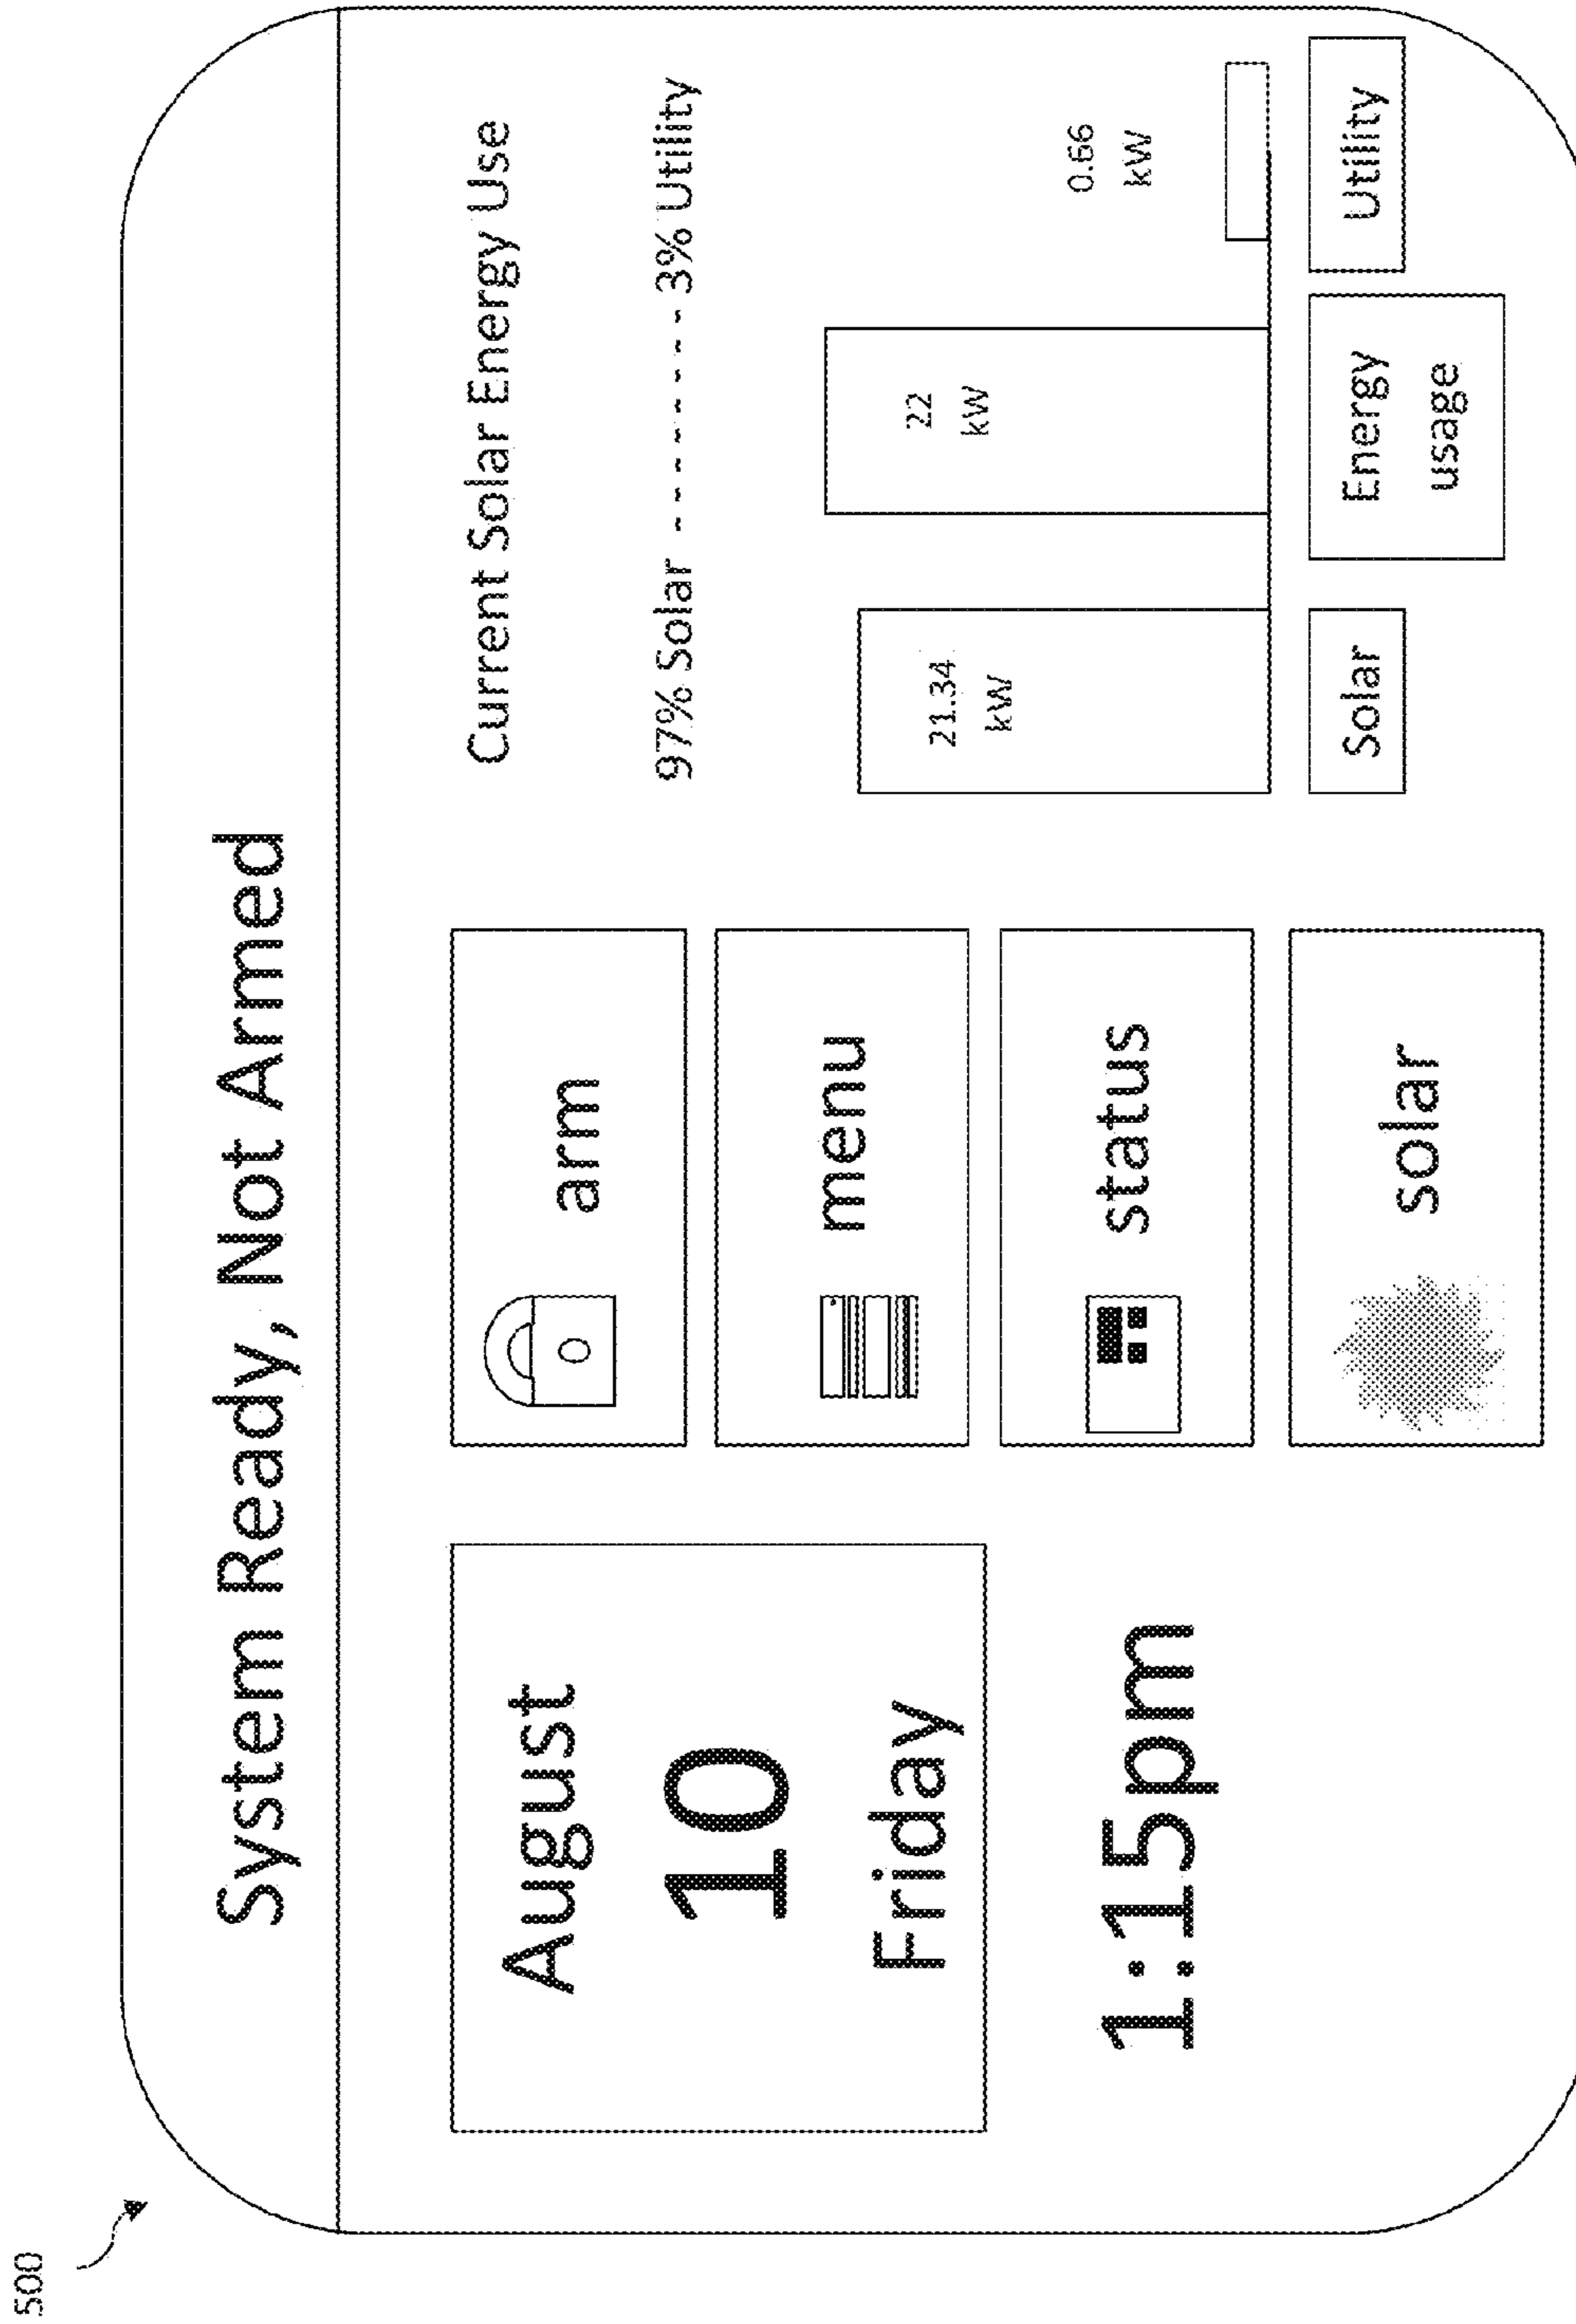 500
System Ready, Not Armed
August
10
Friday
1:15pm
arm
menu
status
solar
Current Solar Energy Use
97% Solar - - - - - - - - - 3% Utility
21.34
kW
22
kW
0.66
kW
Solar
Energy
usage
Utility